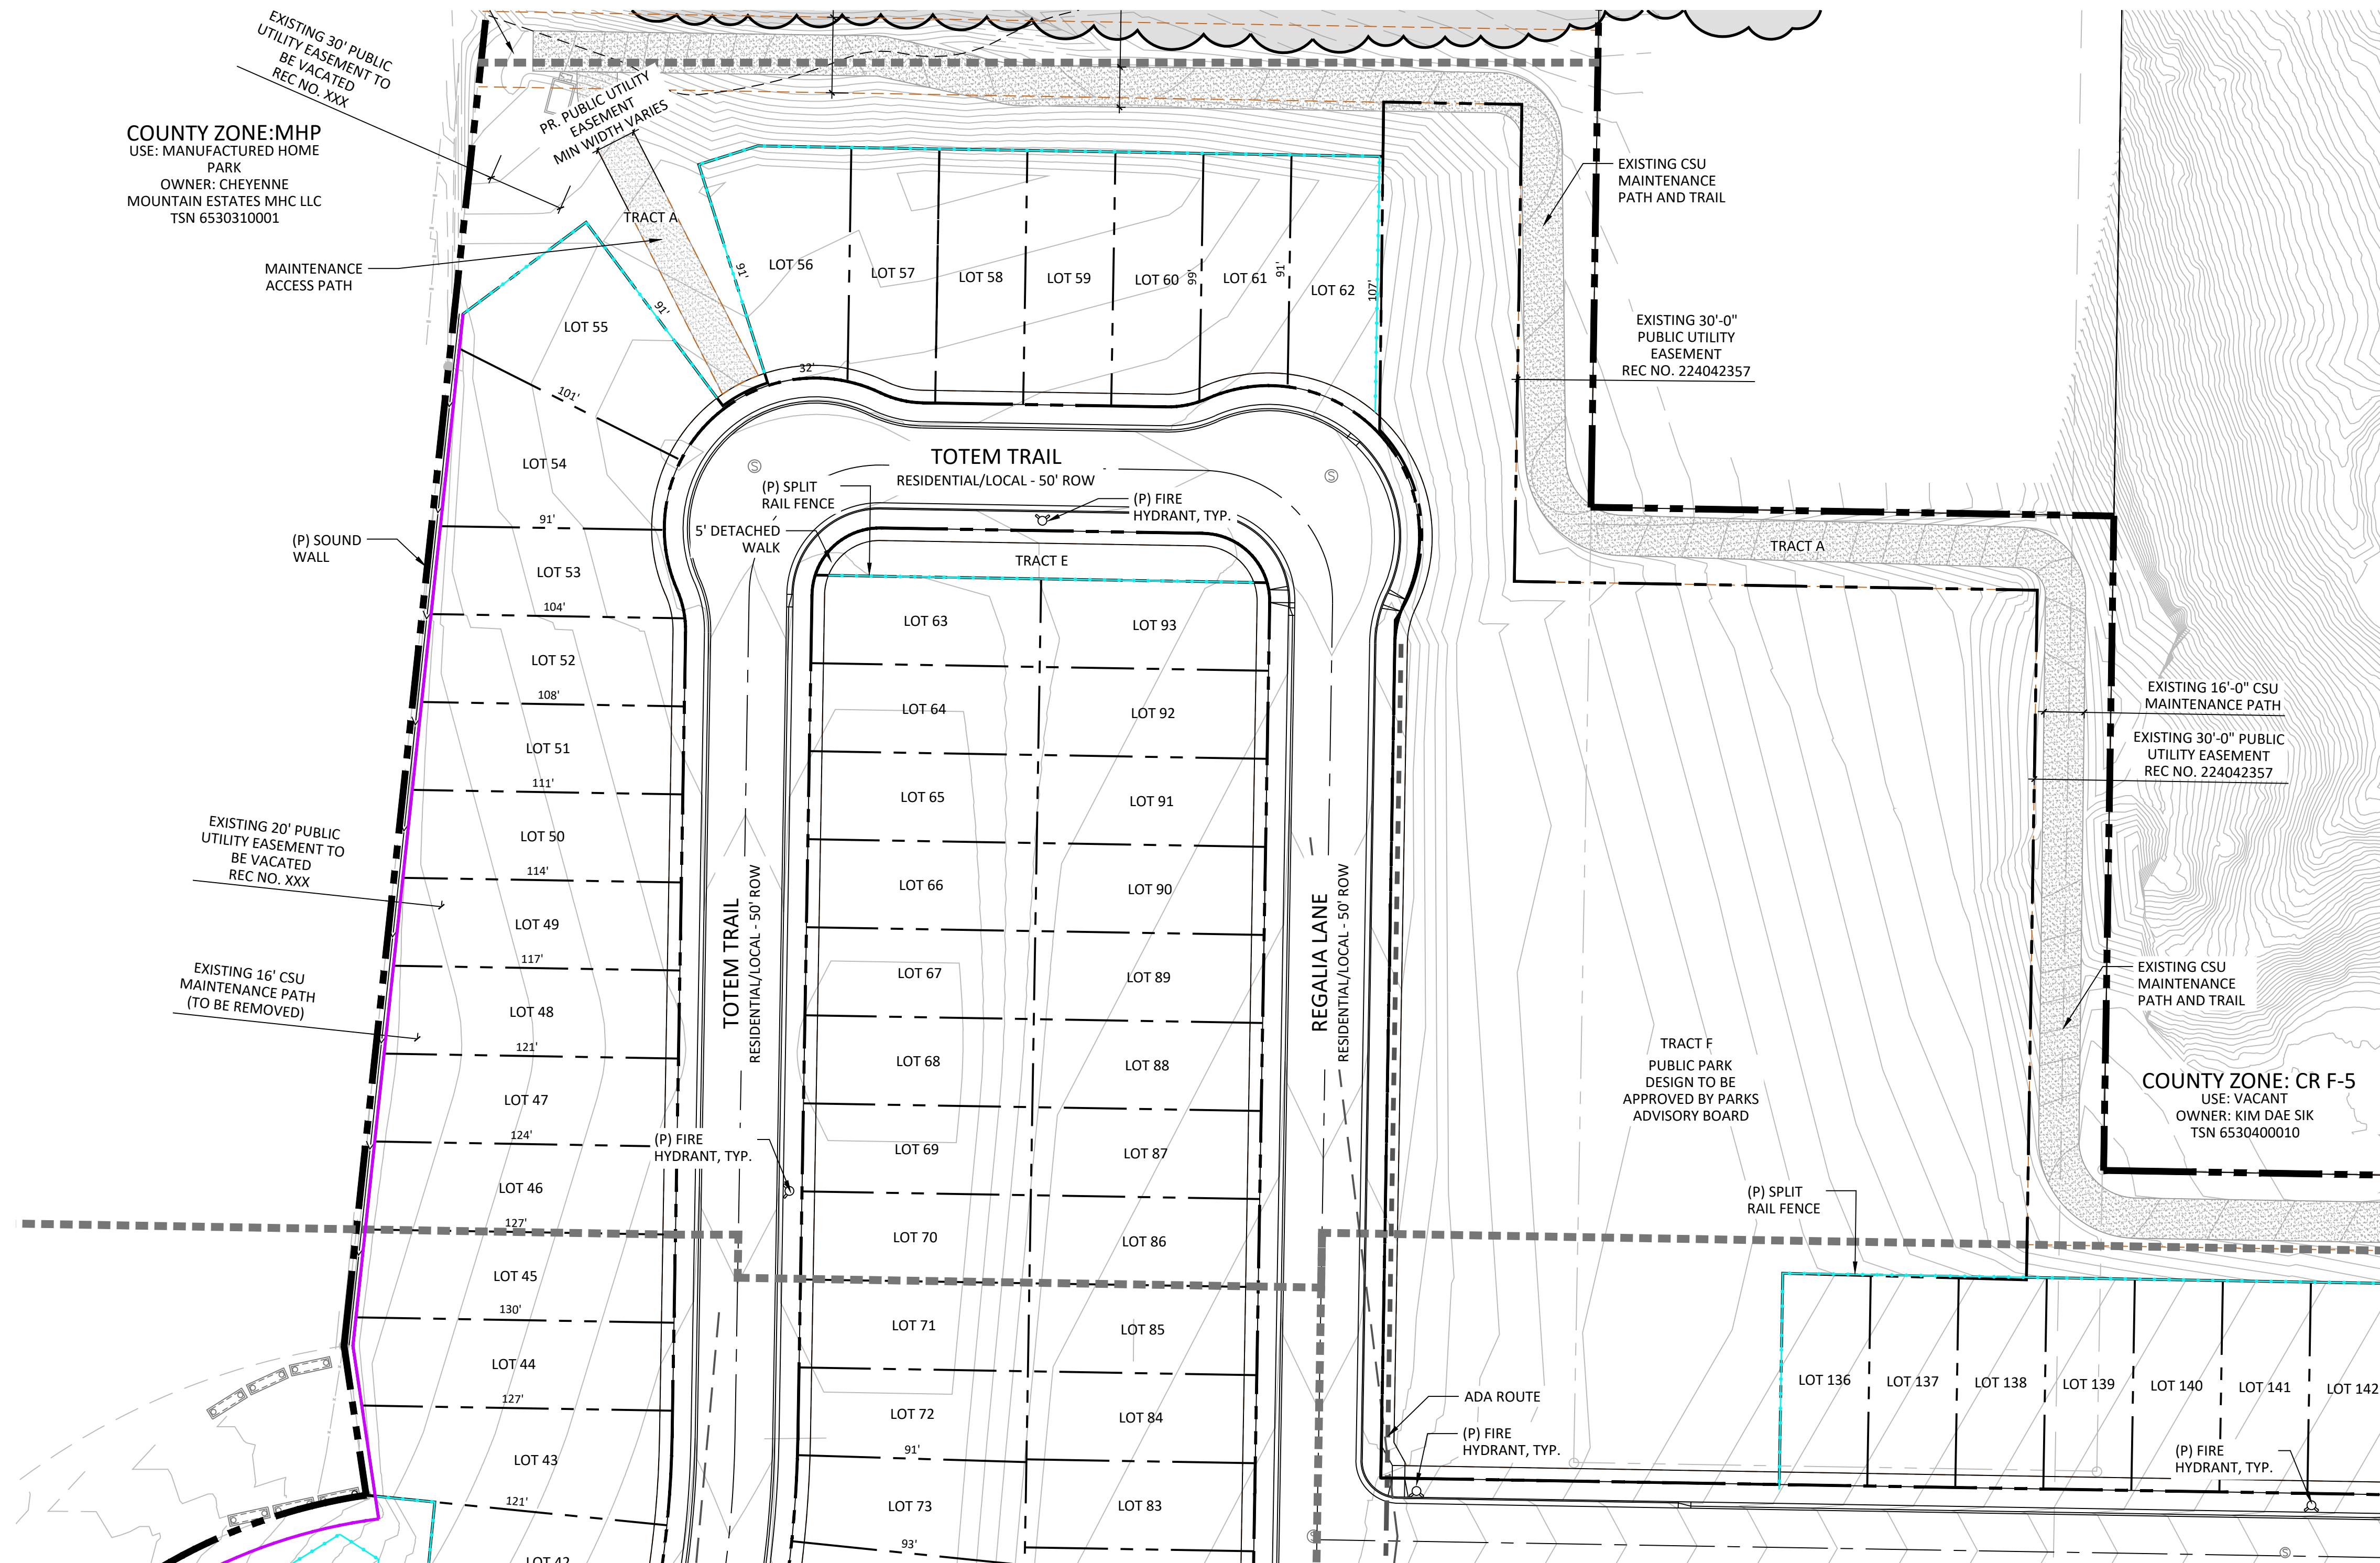 EXISTING 30' PUBLIC
UTILITY EASEMENT TO
BE VACATED
REC NO. XXX
COUNTY ZONE:MHP
USE: MANUFACTURED HOME
PARK
OWNER: CHEYENNE
MOUNTAIN ESTATES MHC LLC
TSN 6530310001
PR. PUBLIC UTILITY
EASEMENT
MIN WIDTH VARIES
TRACT A
MAINTENANCE
ACCESS PATH
EXISTING CSU
MAINTENANCE
PATH AND TRAIL
LOT 55
91'
91'
LOT 56
LOT 57
LOT 58
LOT 59
LOT 60
99'
LOT 61
91'
LOT 62
107'
32'
101'
EXISTING 30'-0"
PUBLIC UTILITY
EASEMENT
REC NO. 224042357
TOTEM TRAIL
RESIDENTIAL/LOCAL - 50' ROW
(P) SPLIT
RAIL FENCE
(P) FIRE
HYDRANT, TYP.
5' DETACHED
WALK
TRACT E
TRACT A
(P) SOUND
WALL
LOT 54
91'
LOT 53
104'
LOT 52
108'
LOT 51
111'
LOT 50
114'
LOT 49
117'
LOT 48
121'
LOT 47
124'
LOT 46
127'
LOT 45
130'
LOT 44
127'
LOT 43
121'
LOT 42
EXISTING 20' PUBLIC
UTILITY EASEMENT TO
BE VACATED
REC NO. XXX
EXISTING 16' CSU
MAINTENANCE PATH
(TO BE REMOVED)
TOTEM TRAIL
RESIDENTIAL/LOCAL - 50' ROW
(P) FIRE
HYDRANT, TYP.
LOT 63
LOT 64
LOT 65
LOT 66
LOT 67
LOT 68
LOT 69
LOT 70
LOT 71
LOT 72
91'
LOT 73
93'
LOT 93
LOT 92
LOT 91
LOT 90
LOT 89
LOT 88
LOT 87
LOT 86
LOT 85
LOT 84
LOT 83
REGALIA LANE
RESIDENTIAL/LOCAL - 50' ROW
EXISTING 16'-0" CSU
MAINTENANCE PATH
EXISTING 30'-0" PUBLIC
UTILITY EASEMENT
REC NO. 224042357
EXISTING CSU
MAINTENANCE
PATH AND TRAIL
TRACT F
PUBLIC PARK
DESIGN TO BE
APPROVED BY PARKS
ADVISORY BOARD
COUNTY ZONE: CR F-5
USE: VACANT
OWNER: KIM DAE SIK
TSN 6530400010
(P) SPLIT
RAIL FENCE
ADA ROUTE
(P) FIRE
HYDRANT, TYP.
LOT 136
LOT 137
LOT 138
LOT 139
LOT 140
LOT 141
LOT 142
(P) FIRE
HYDRANT, TYP.
S
S
S
S